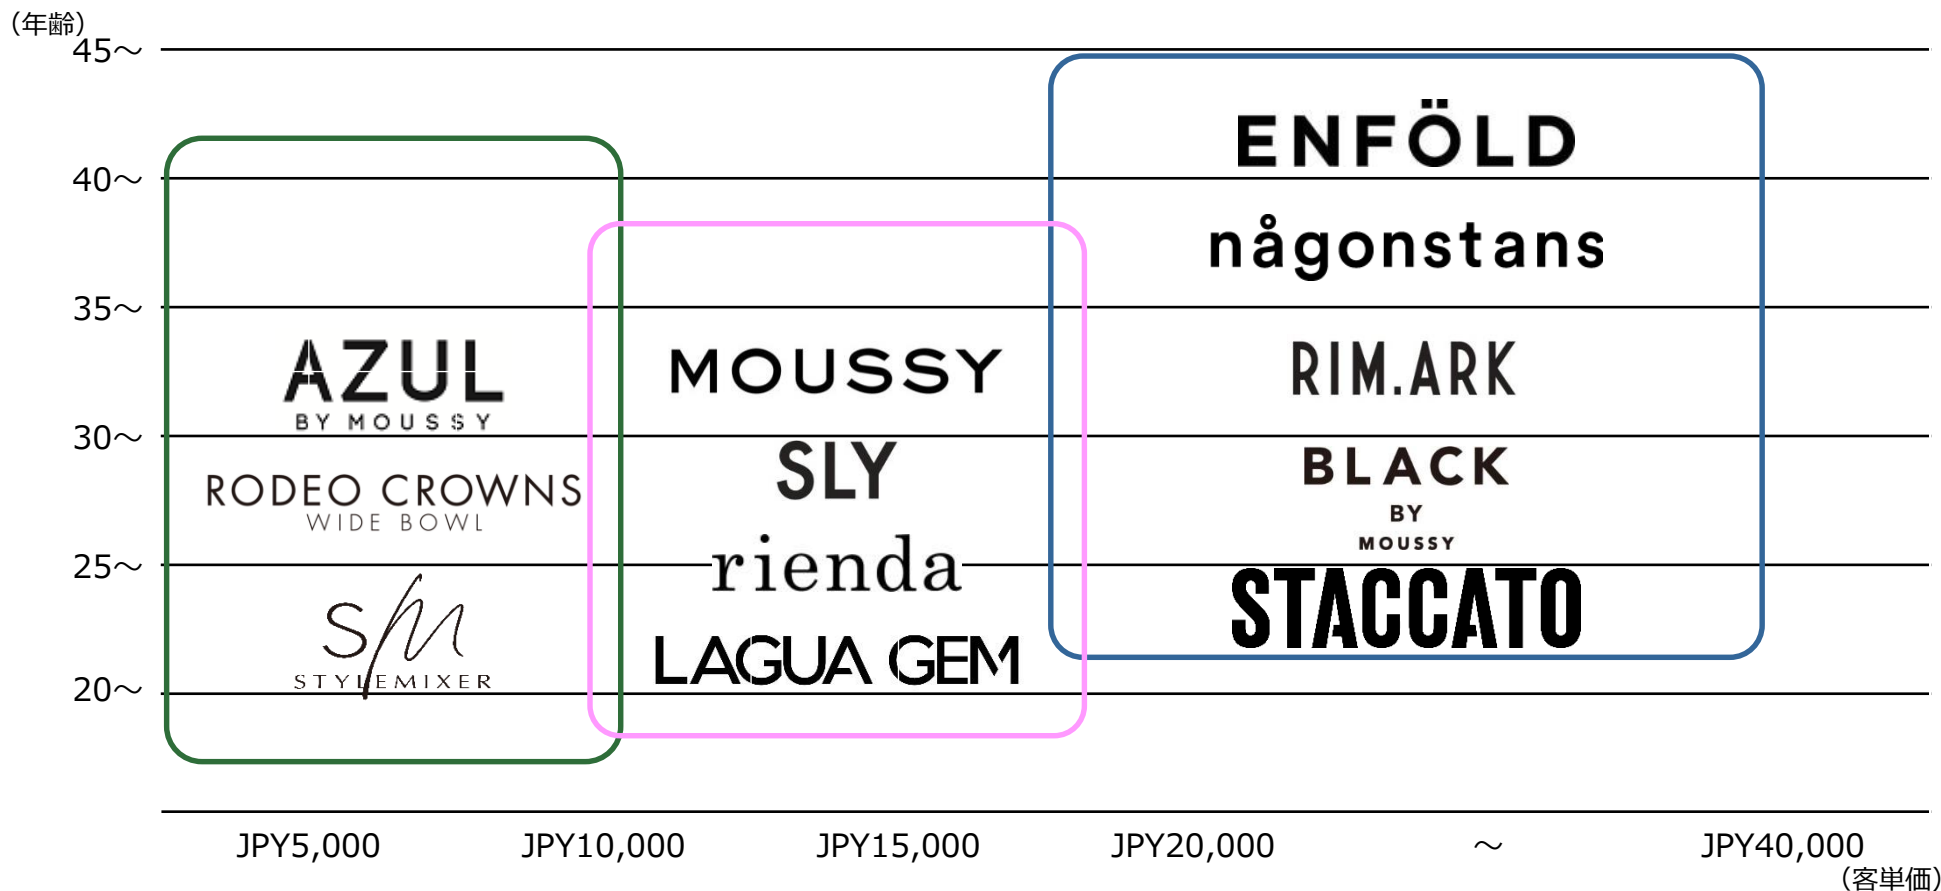 （年齢）
45～
ENFÖLD
40～
någonstans
35～
AZUL
BY MOUSSY
MOUSSY
RIM.ARK
30～
SLY
BLACK
BY
MOUSSY
RODEO CROWNS
WIDE BOWL
rienda
25～
STACCATO
SM
STYLEMIXER
LAGUA GEM
20～
JPY5,000 JPY10,000 JPY15,000 JPY20,000 ～ JPY40,000
（客単価）